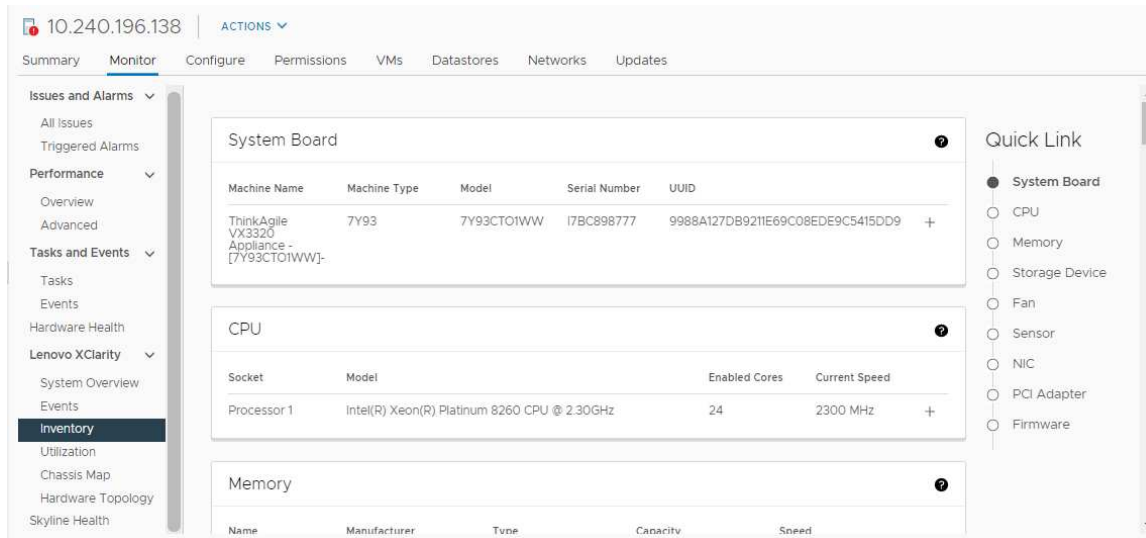 10.240.196.138 ACTIONS
Summary Monitor Configure Permissions VMs Datastores Networks Updates
Issues and Alarms
All Issues
Triggered Alarms
Performance
Overview
Advanced
Tasks and Events
Tasks
Events
Hardware Health
Lenovo XClarity
System Overview
Events
Inventory
Utilization
Chassis Map
Hardware Topology
Skyline Health
System Board
Machine Name Machine Type Model Serial Number UUID
ThinkAgile 7Y93 7Y93CTO1WW I7BC898777 9988A127DB9211E69C08EDE9C5415DD9 +
VX3320
Appliance -
[7Y93CTO1WW]-
CPU
Socket Model Enabled Cores Current Speed
Processor 1 Intel(R) Xeon(R) Platinum 8260 CPU @ 2.30GHz 24 2300 MHz +
Memory
Name Manufacturer Type Capacity Speed
Quick Link
System Board
CPU
Memory
Storage Device
Fan
Sensor
NIC
PCI Adapter
Firmware